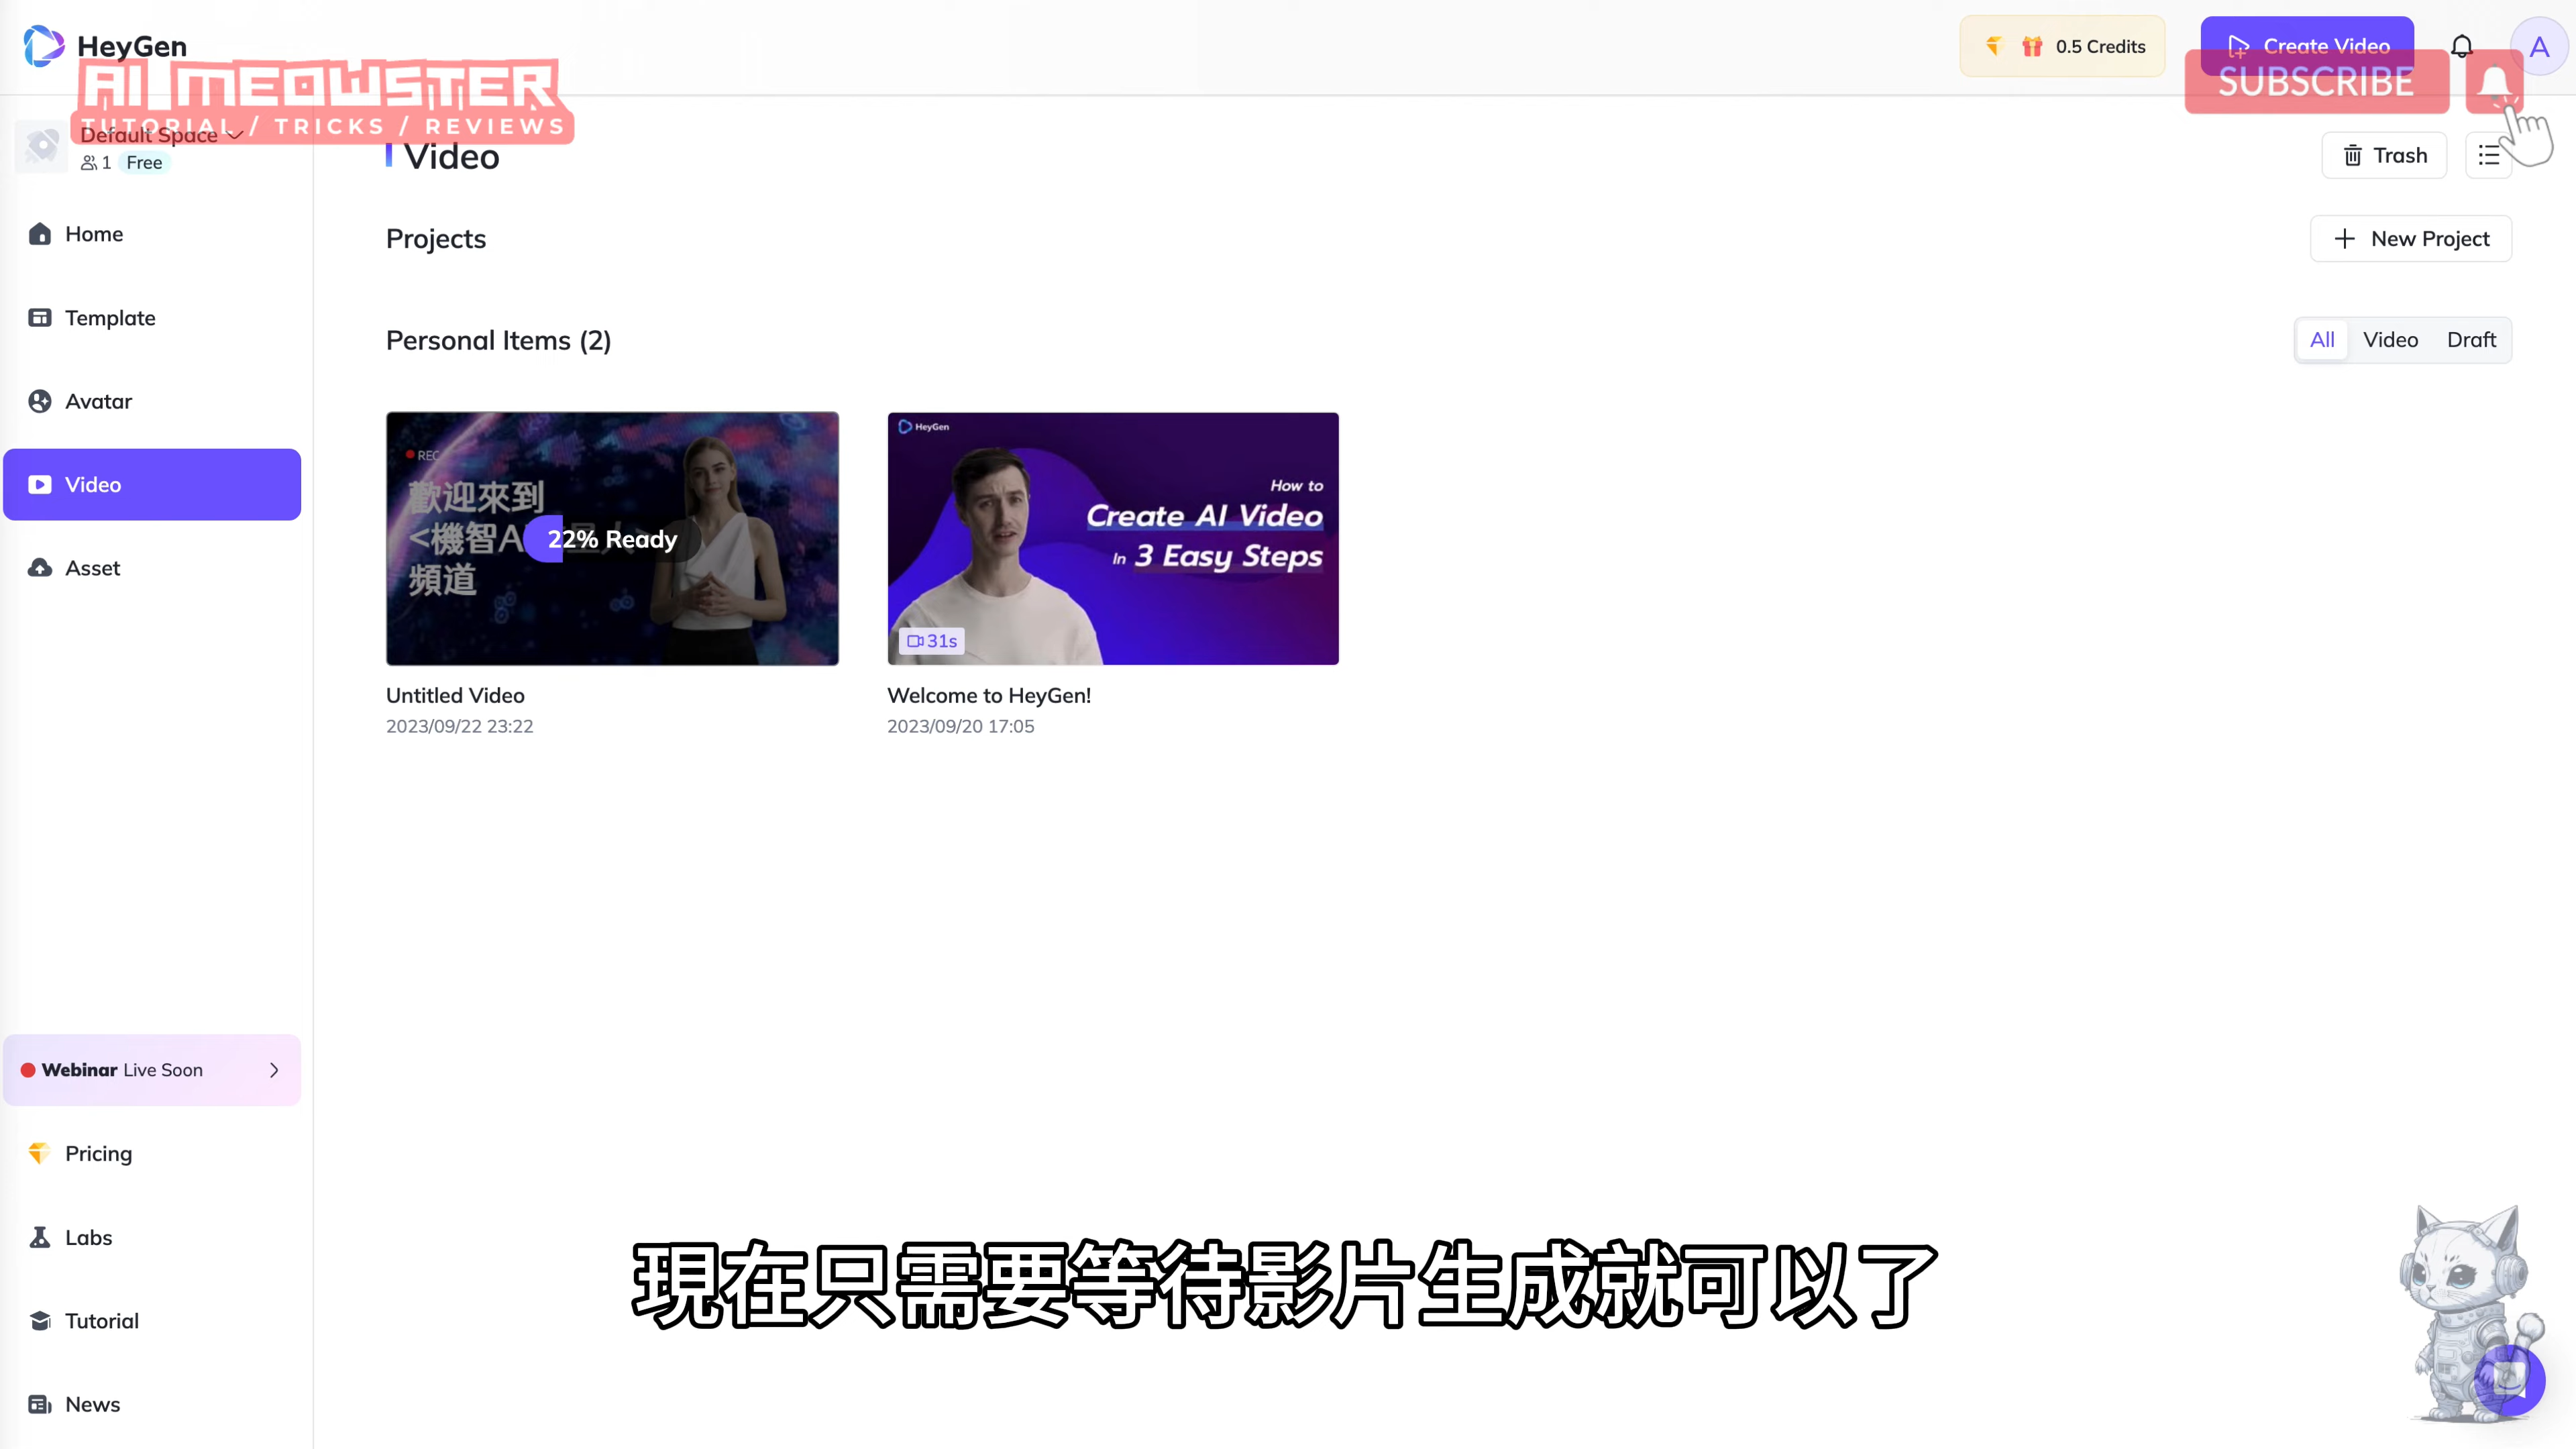 HeyGen
0.5 Credits
Create Video
A
AI MEOWSTER
TUTORIAL / TRICKS / REVIEWS
SUBSCRIBE
Default Space
1 Free
Video
Trash
Home
Projects
New Project
Template
Personal Items (2)
All Video Draft
Avatar
Video
Asset
REC
歡迎來到
<機智A
頻道
22% Ready
HeyGen
How to
Create AI Video
In 3 Easy Steps
31s
Untitled Video
2023/09/22 23:22
Welcome to HeyGen!
2023/09/20 17:05
Webinar Live Soon
Pricing
Labs
Tutorial
News
現在只需要等待影片生成就可以了